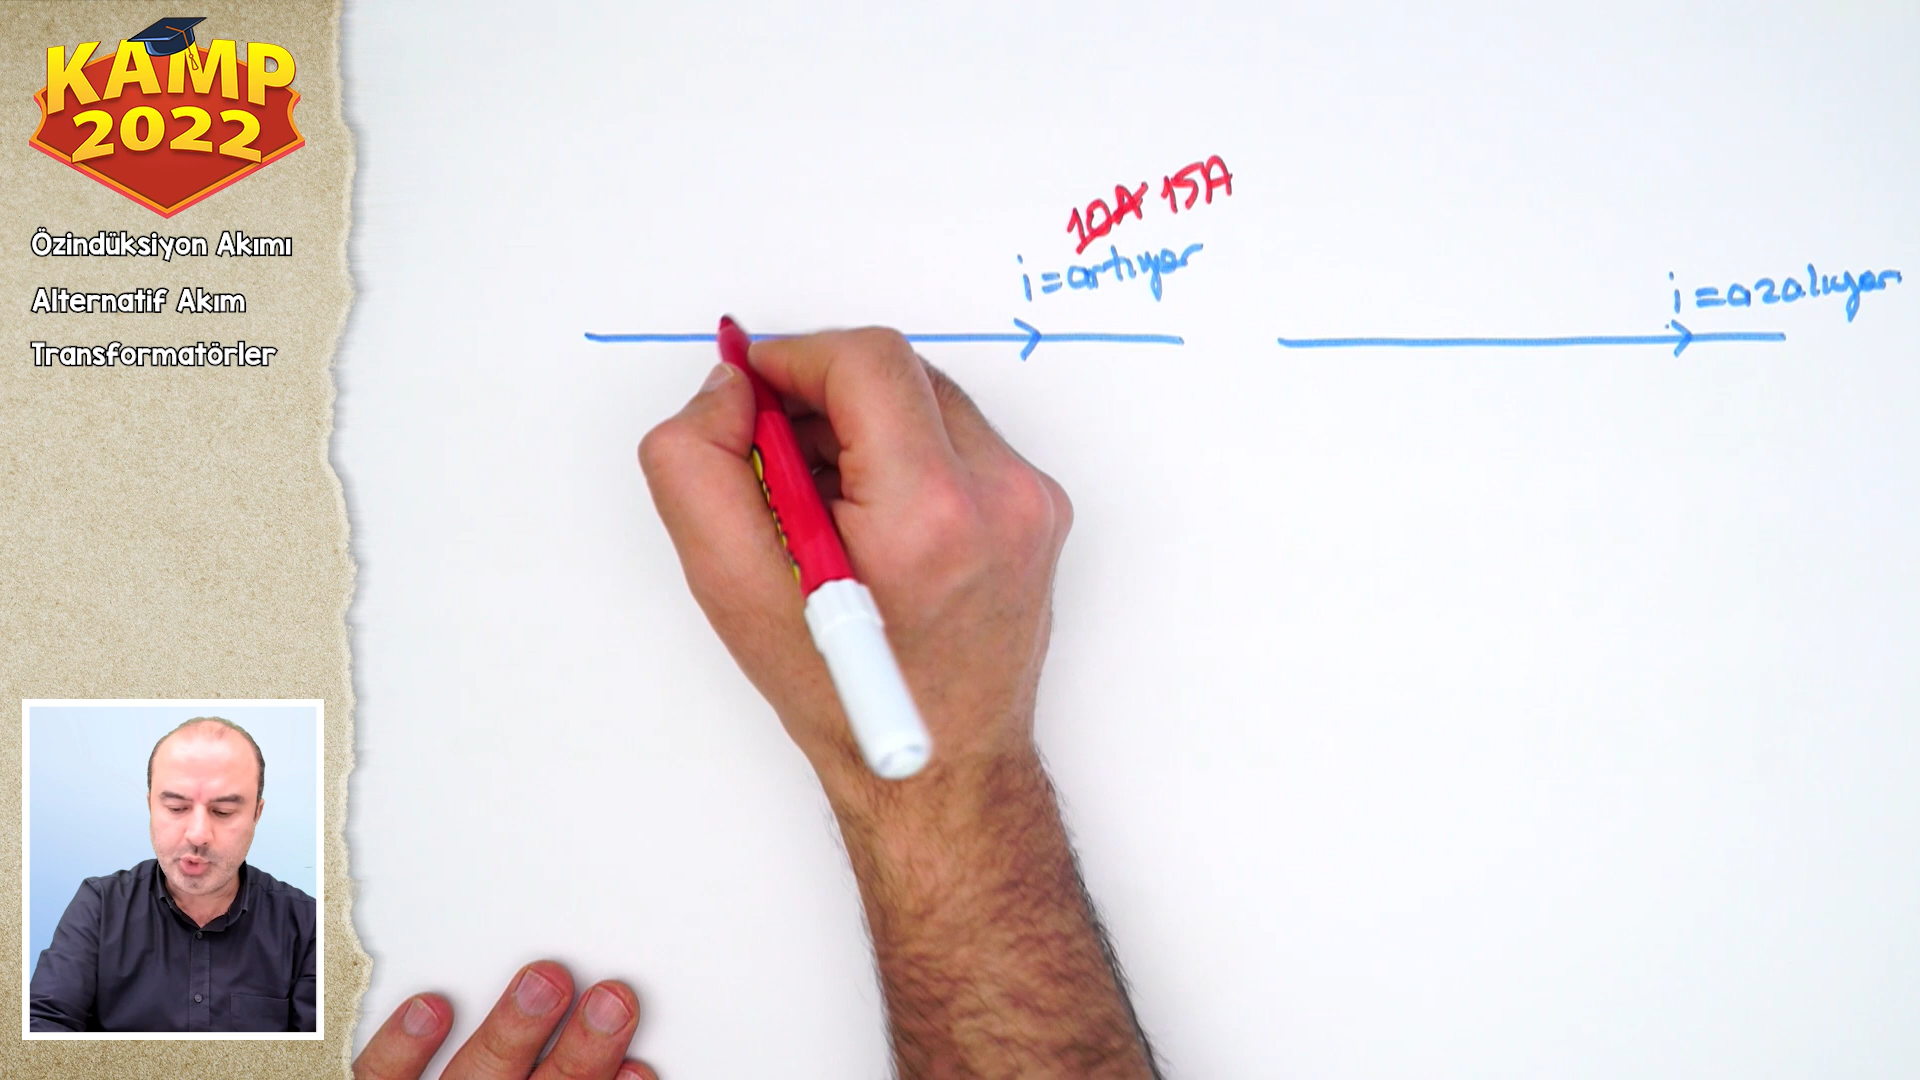 KAMP
2022
Özindüksiyon Akımı
Alternatif Akım
Transformatörler
10A 15A
i = artıyor
i = azalıyor